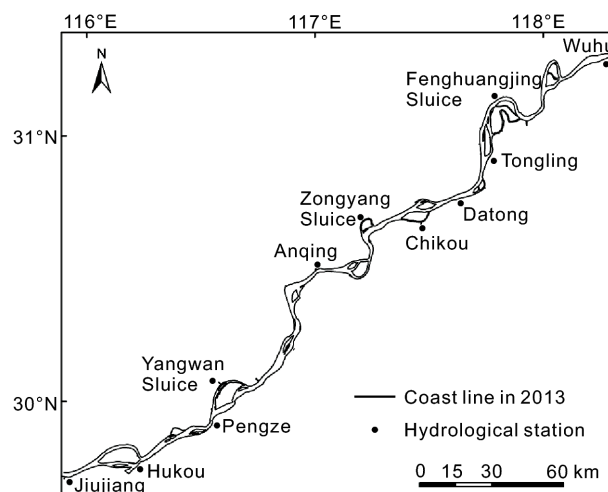 116°E
117°E
118°E
N
Wuhu
Fenghuangjing
Sluice
31°N
Tongling
Zongyang
Sluice
Datong
Chikou
Anqing
Yangwan
Sluice
30°N
Pengze
Coast line in 2013
Hydrological station
Hukou
Jiujiang
0 15 30 60 km